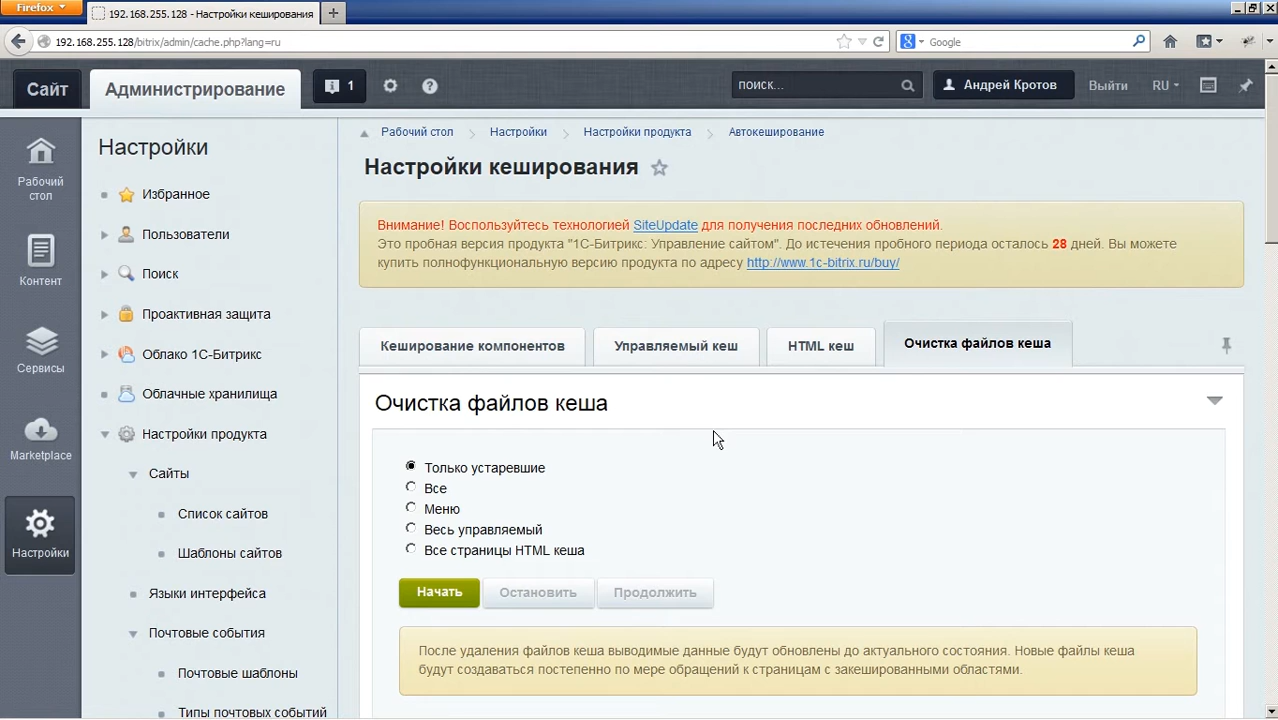 Firefox
192.168.255.128 - Настройки кеширования
192.168.255.128/bitrix/admin/cache.php?lang=ru
Google
Сайт
Администрирование
1
поиск...
Андрей Кротов
Выйти
RU
Рабочий стол
Контент
Сервисы
Marketplace
Настройки
Настройки
Избранное
Пользователи
Поиск
Проактивная защита
Облако 1С-Битрикс
Облачные хранилища
Настройки продукта
Сайты
Список сайтов
Шаблоны сайтов
Языки интерфейса
Почтовые события
Почтовые шаблоны
Типы почтовых событий
Рабочий стол Настройки Настройки продукта Автокеширование
Настройки кеширования
Внимание! Воспользуйтесь технологией SiteUpdate для получения последних обновлений.
Это пробная версия продукта "1С-Битрикс: Управление сайтом". До истечения пробного периода осталось 28 дней. Вы можете
купить полнофункциональную версию продукта по адресу http://www.1c-bitrix.ru/buy/
Кеширование компонентов
Управляемый кеш
HTML кеш
Очистка файлов кеша
Очистка файлов кеша
Только устаревшие
Все
Меню
Весь управляемый
Все страницы HTML кеша
Начать
Остановить
Продолжить
После удаления файлов кеша выводимые данные будут обновлены до актуального состояния. Новые файлы кеша
будут создаваться постепенно по мере обращений к страницам с закешированными областями.